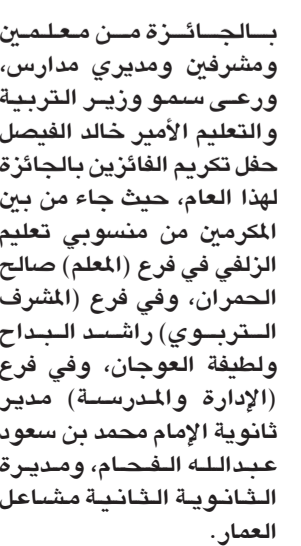 بالجائزة من معلمين
ومشرفين ومديري مدارس،
ورعى سمو وزير التربية
والتعليم الأمير خالد الفيصل
حفل تكريم الفائزين بالجائزة
لهذا العام، حيث جاء من بين
المكرمين من منسوبي تعليم
الزلفي في فرع (المعلم) صالح
الحمران، وفي فرع (المشرف
التربوي) راشد البداح
ولطيفة العوجان، وفي فرع
(الإدارة والمدرسة) مدير
ثانوية الإمام محمد بن سعود
عبدالله الفحام، ومديرة
الثانوية الثانية مشاعل
العمار.